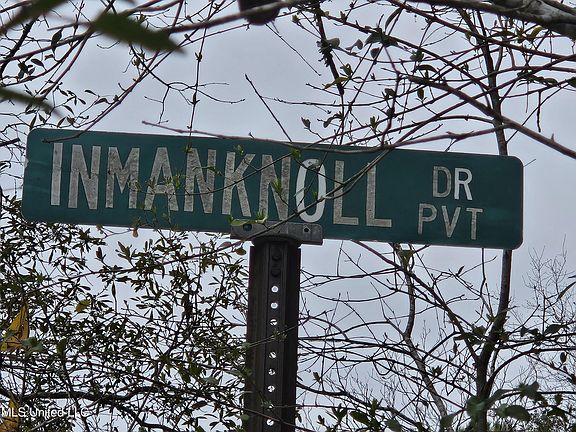 INMANKNOLL DR
PVT
MLS United LLC